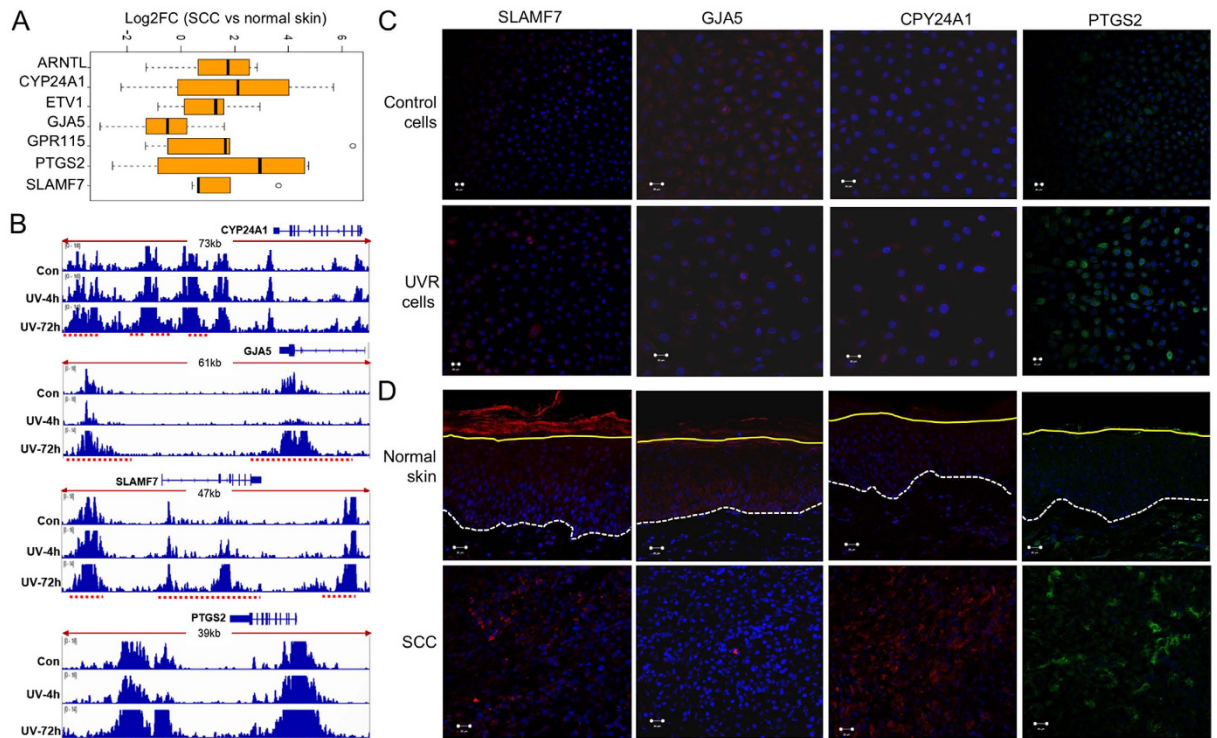 A
Log2FC (SCC vs normal skin)
-2 0 2 4 6
ARNTL
CYP24A1
ETV1
GJA5
GPR115
PTGS2
SLAMF7
B
CYP24A1
73kb
Con
UV-4h
UV-72h
GJA5
61kb
Con
UV-4h
UV-72h
SLAMF7
47kb
Con
UV-4h
UV-72h
PTGS2
39kb
Con
UV-4h
UV-72h
C
SLAMF7 GJA5 CPY24A1 PTGS2
Control
cells
UVR
cells
D
Normal
skin
SCC